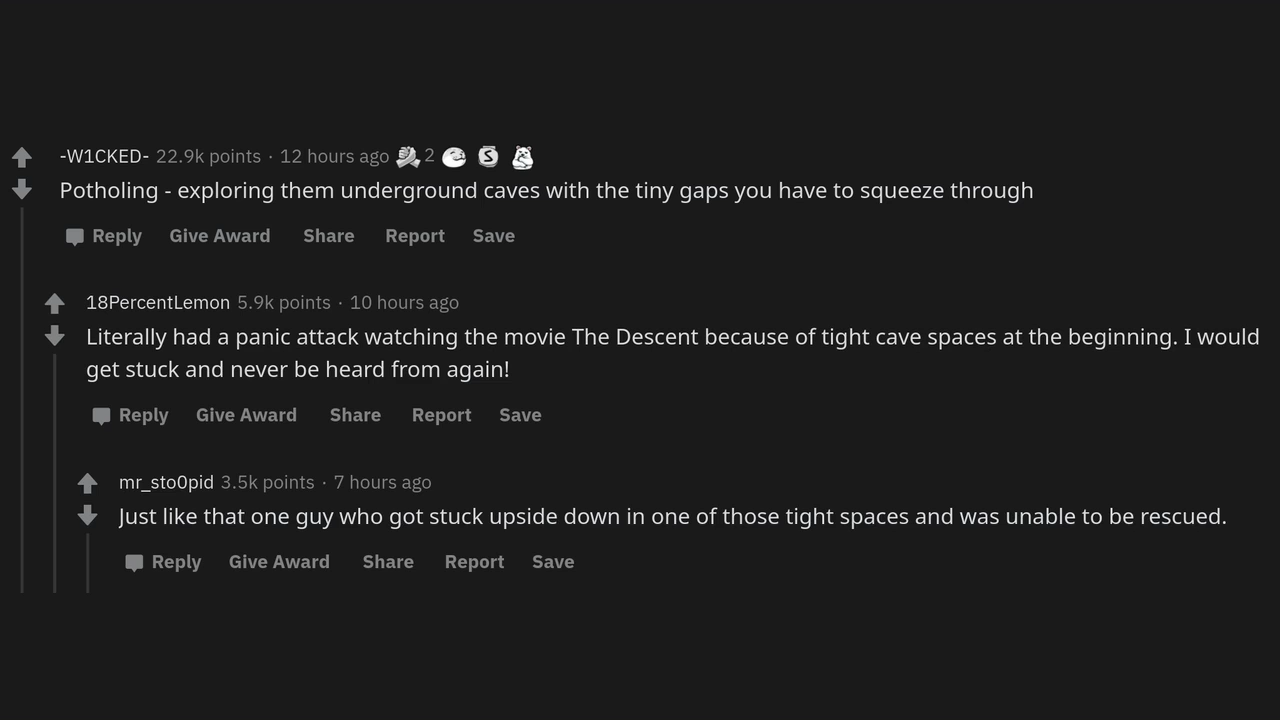 -W1CKED- 22.9k points · 12 hours ago 2
Potholing - exploring them underground caves with the tiny gaps you have to squeeze through
Reply Give Award Share Report Save
18PercentLemon 5.9k points · 10 hours ago
Literally had a panic attack watching the movie The Descent because of tight cave spaces at the beginning. I would
get stuck and never be heard from again!
Reply Give Award Share Report Save
mr_sto0pid 3.5k points · 7 hours ago
Just like that one guy who got stuck upside down in one of those tight spaces and was unable to be rescued.
Reply Give Award Share Report Save